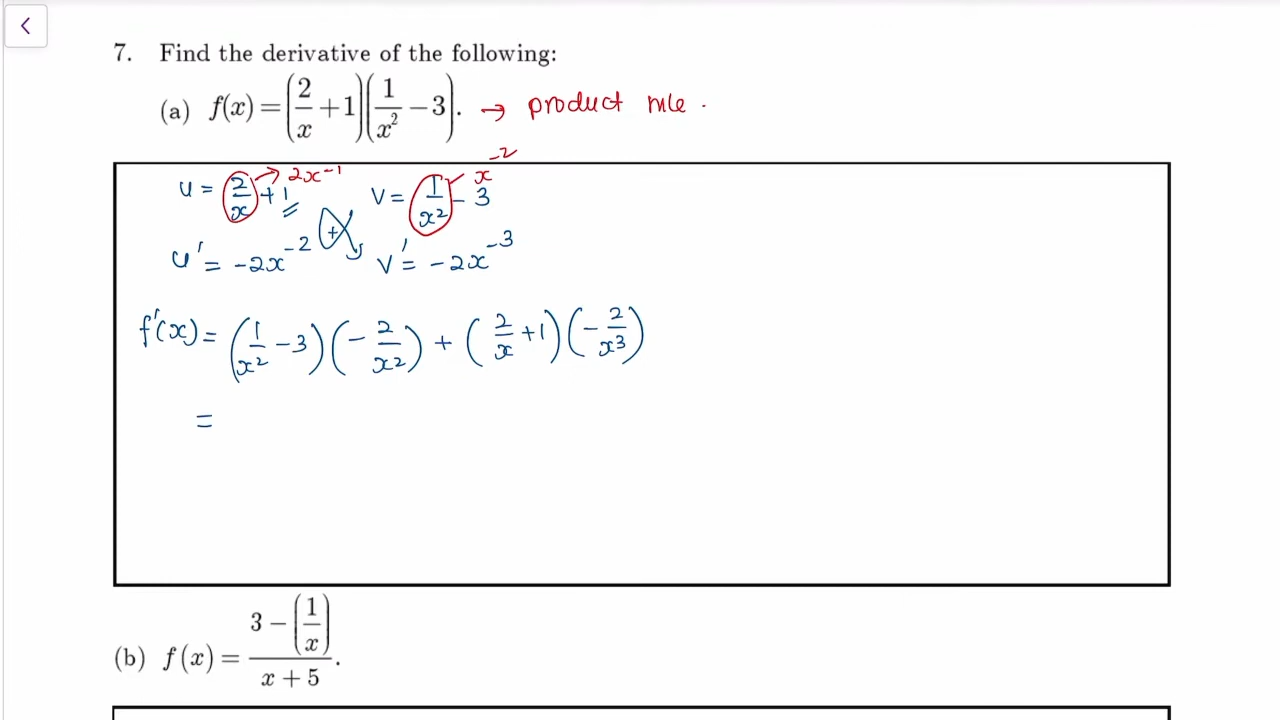 7. Find the derivative of the following:
(a) f(x) = (2/x + 1)(1/x² − 3). → product rule.
u = 2/x + 1 → 2x⁻¹ v = 1/x² − 3 x⁻²
u' = −2x⁻² + v' = −2x⁻³
f'(x) = (1/x² − 3)(−2/x²) + (2/x + 1)(−2/x³)
=
(b) f(x) = (3 − (1/x))/(x + 5).